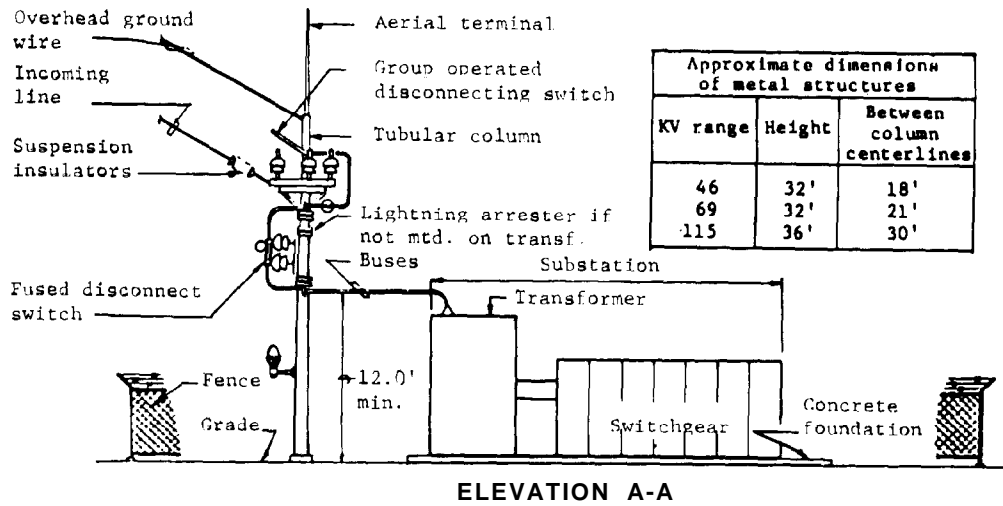 Overhead ground
wire
Incoming
line
Suspension
insulators
Fused disconnect
switch
Fence
Grade
Aerial terminal
Group operated
disconnecting switch
Tubular column
Lightning arrester if
not mtd. on transf.
Buses
Substation
Transformer
12.0'
min.
Switchgear
Concrete
foundation
Approximate dimensions
of metal structures
KV range Height Between
column
centerlines
46 32' 18'
69 32' 21'
115 36' 30'
ELEVATION A-A